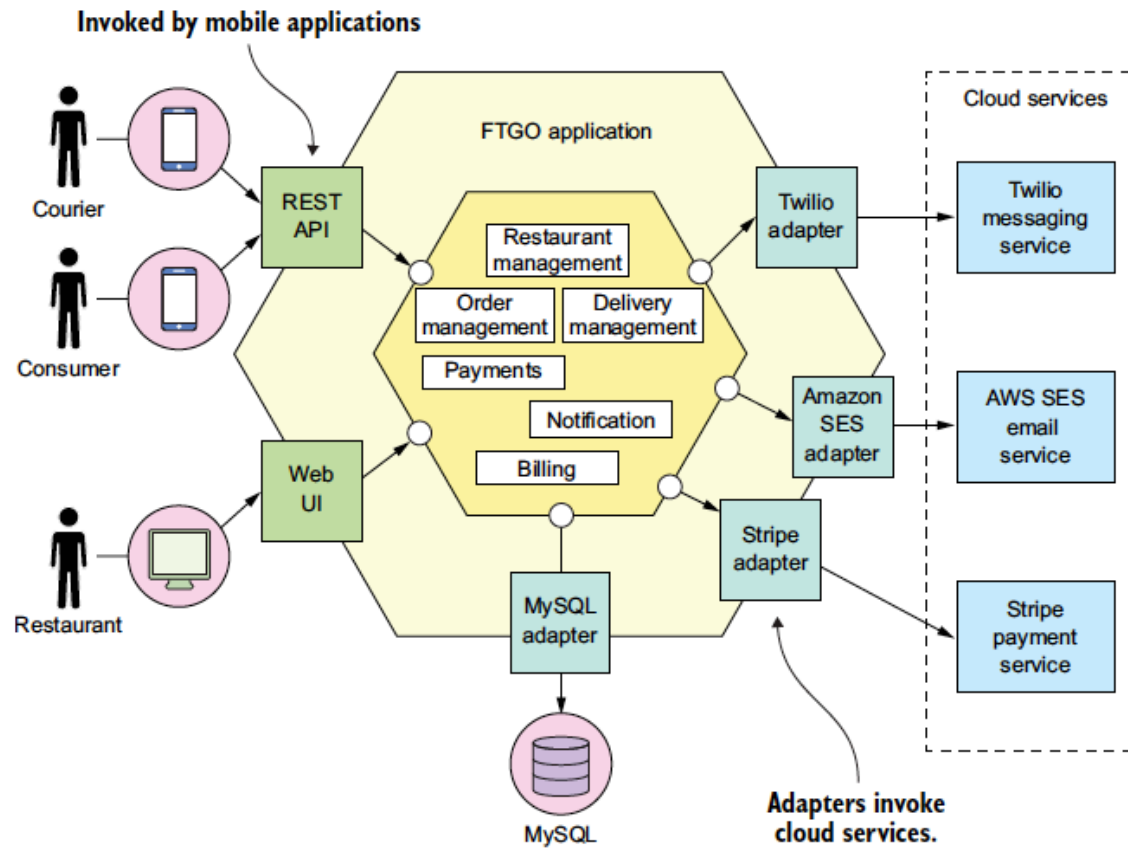 Invoked by mobile applications
Courier
Consumer
Restaurant
REST
API
Web
UI
FTGO application
Restaurant
management
Order
management
Delivery
management
Payments
Notification
Billing
Twilio
adapter
Amazon
SES
adapter
Stripe
adapter
MySQL
adapter
MySQL
Cloud services
Twilio
messaging
service
AWS SES
email
service
Stripe
payment
service
Adapters invoke
cloud services.